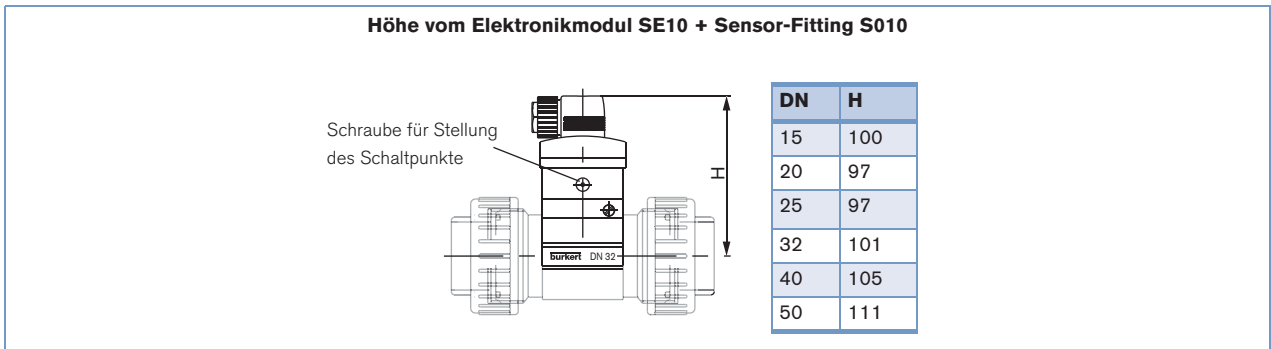 Höhe vom Elektronikmodul SE10 + Sensor-Fitting S010
Schraube für Stellung
des Schaltpunkte
H
burkert DN 32
DN H
15 100
20 97
25 97
32 101
40 105
50 111